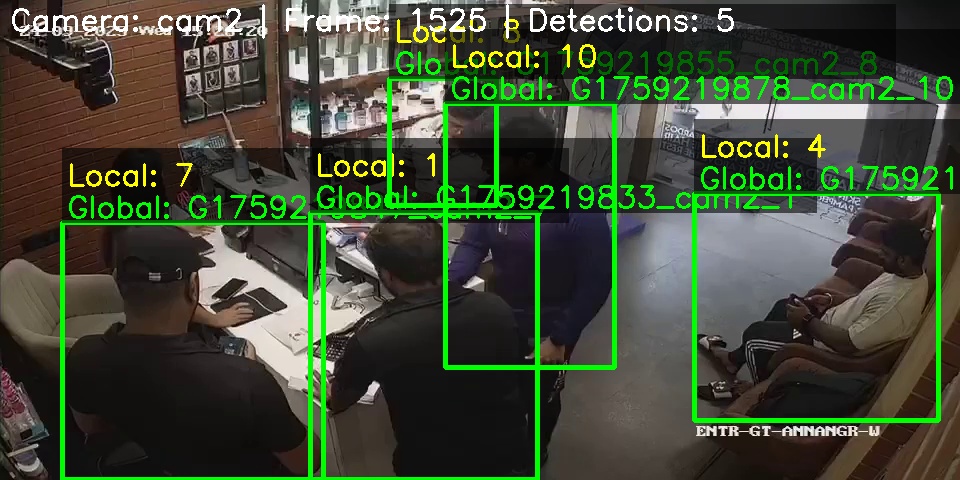 Camera: cam2 | Frame: 1525 | Detections: 5
Local: 10
Global: G1759219878_cam2_10
Local: 4
Global: G175921
Local: 7
Local: 1
Global: G1759219833_cam2_1
ENTR-GT-ANNANGR-W